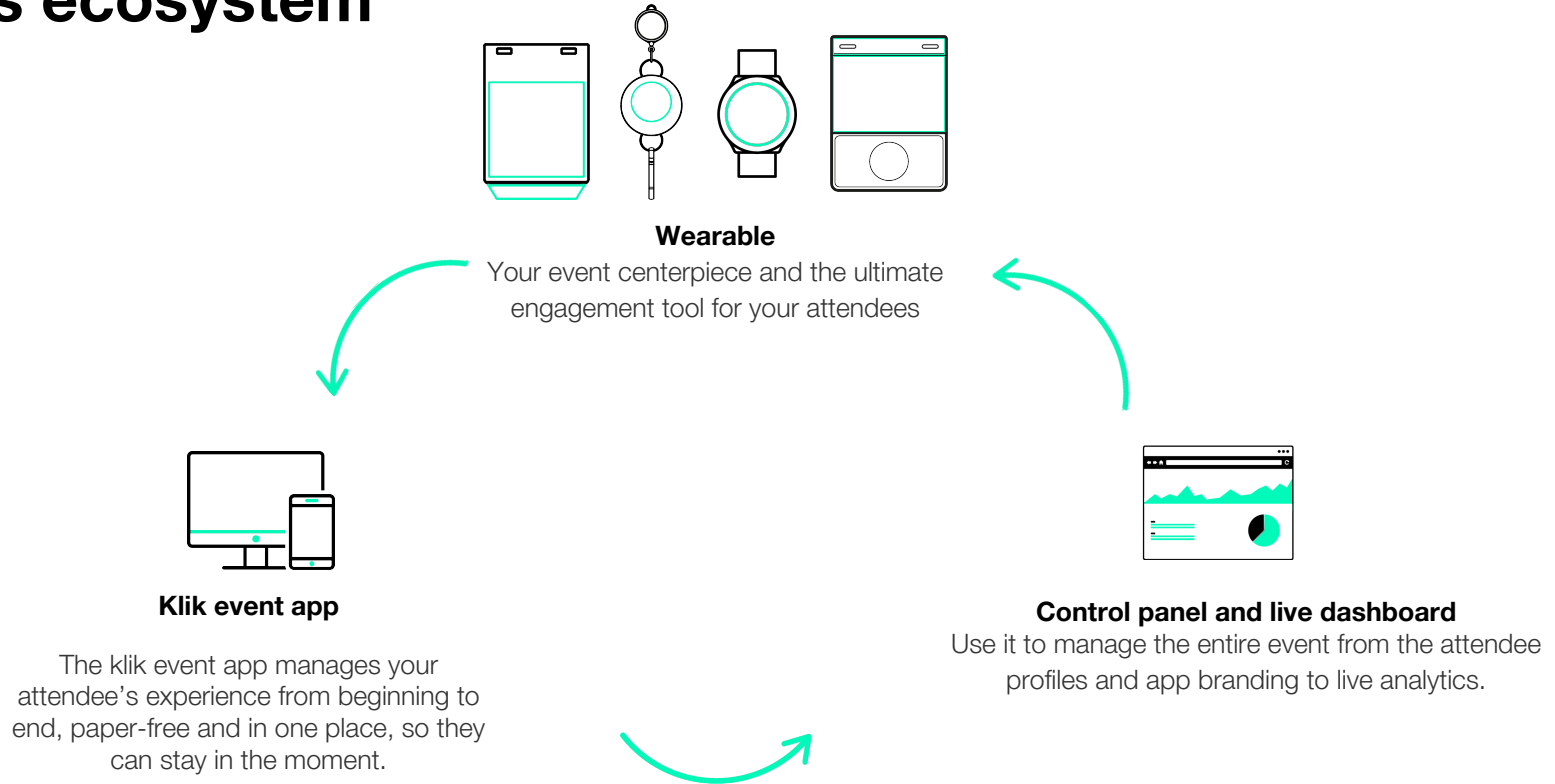 s ecosystem
Wearable
Your event centerpiece and the ultimate
engagement tool for your attendees
Klik event app
The klik event app manages your
attendee’s experience from beginning to
end, paper-free and in one place, so they
can stay in the moment.
Control panel and live dashboard
Use it to manage the entire event from the attendee
profiles and app branding to live analytics.